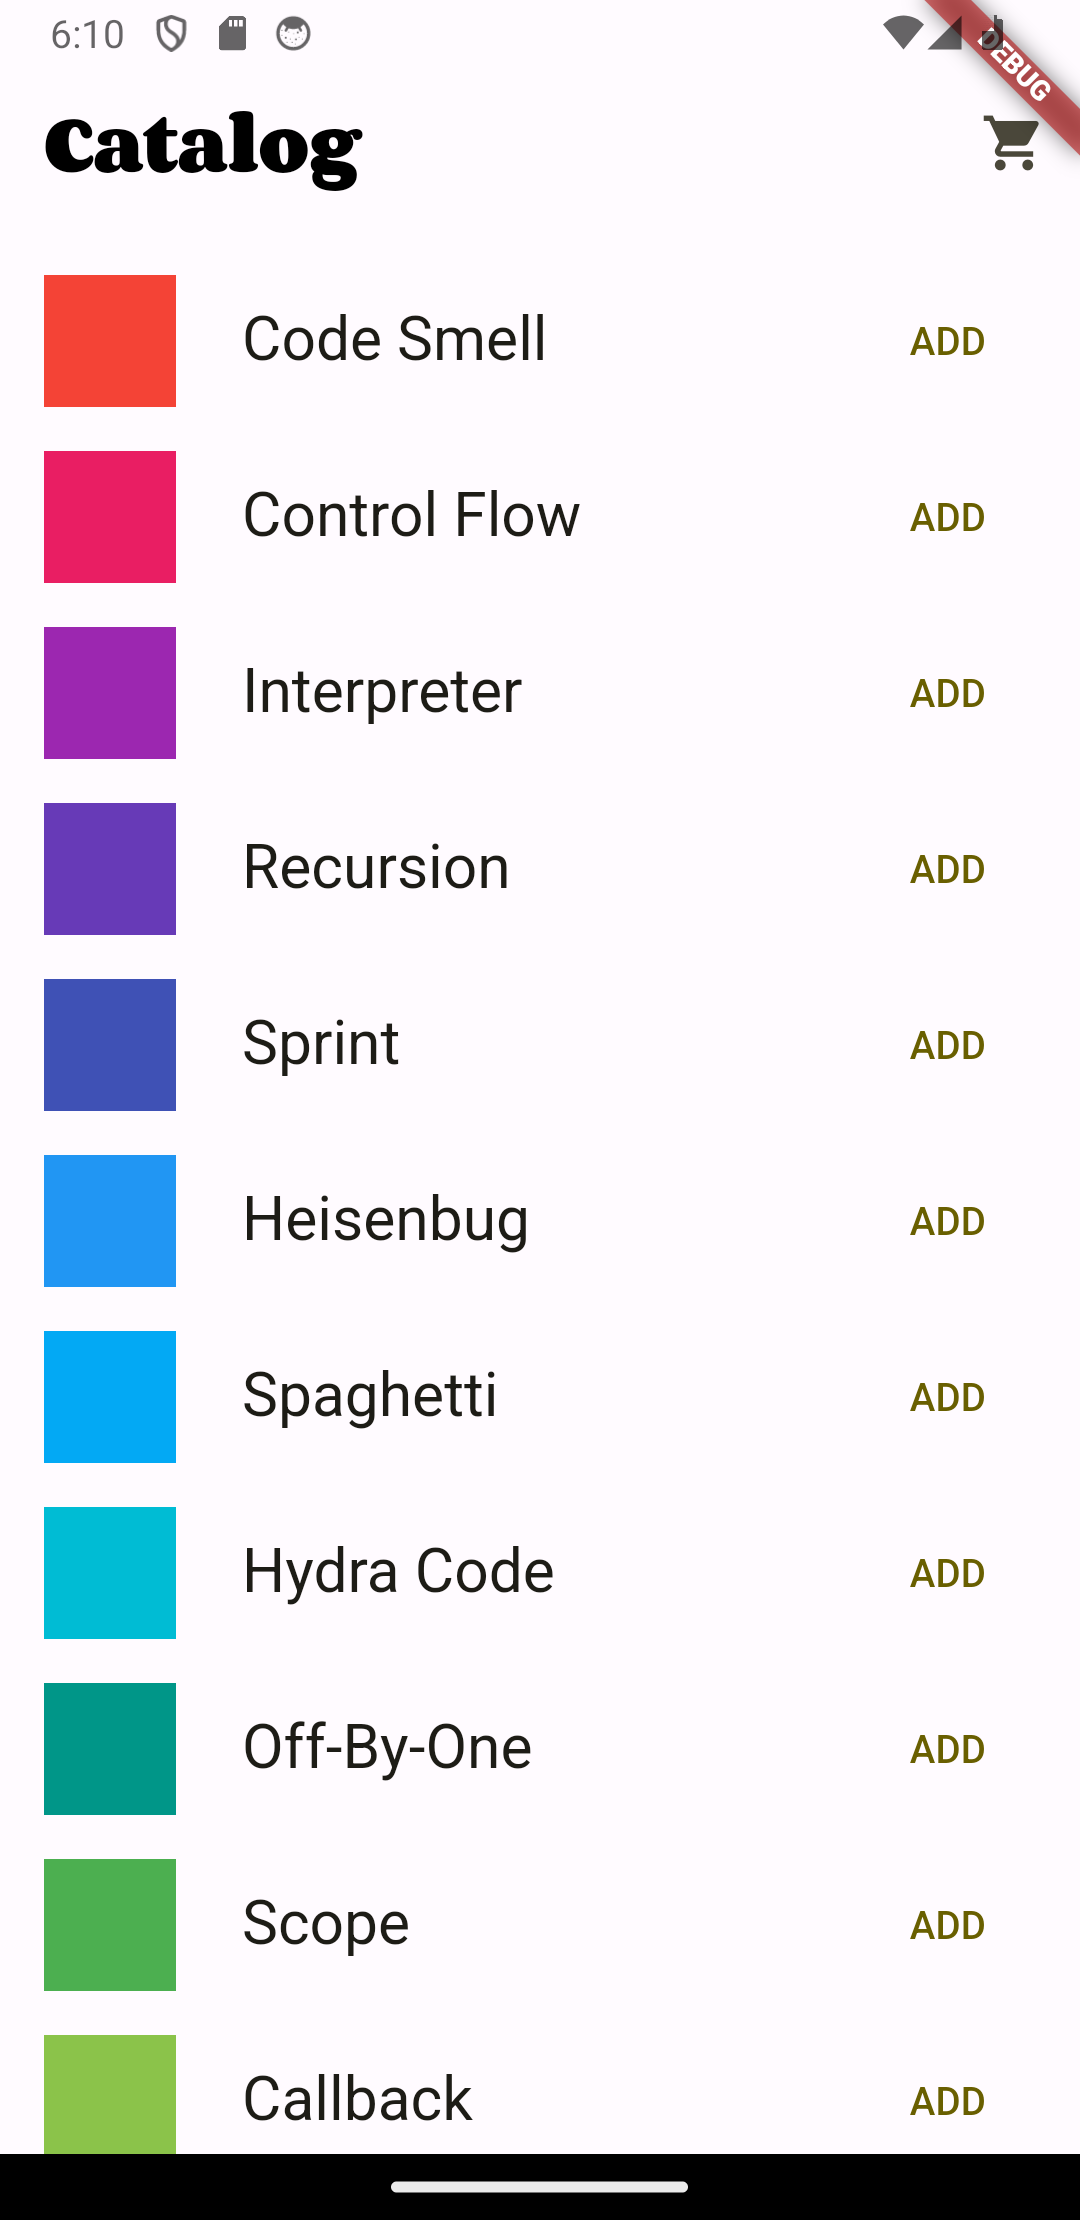 6:10
DEBUG
Catalog
Code Smell ADD
Control Flow ADD
Interpreter ADD
Recursion ADD
Sprint ADD
Heisenbug ADD
Spaghetti ADD
Hydra Code ADD
Off-By-One ADD
Scope ADD
Callback ADD